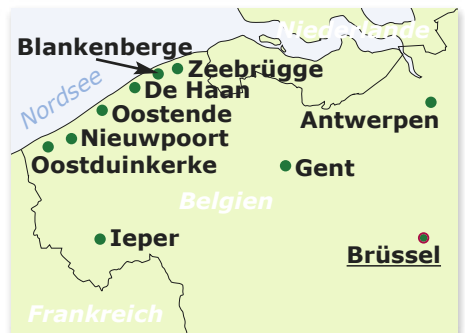 Niederlande
Blankenberge
Zeebrügge
Nordsee
De Haan
Oostende
Antwerpen
Nieuwpoort
Oostduinkerke
Gent
Belgien
Ieper
Brüssel
Frankreich